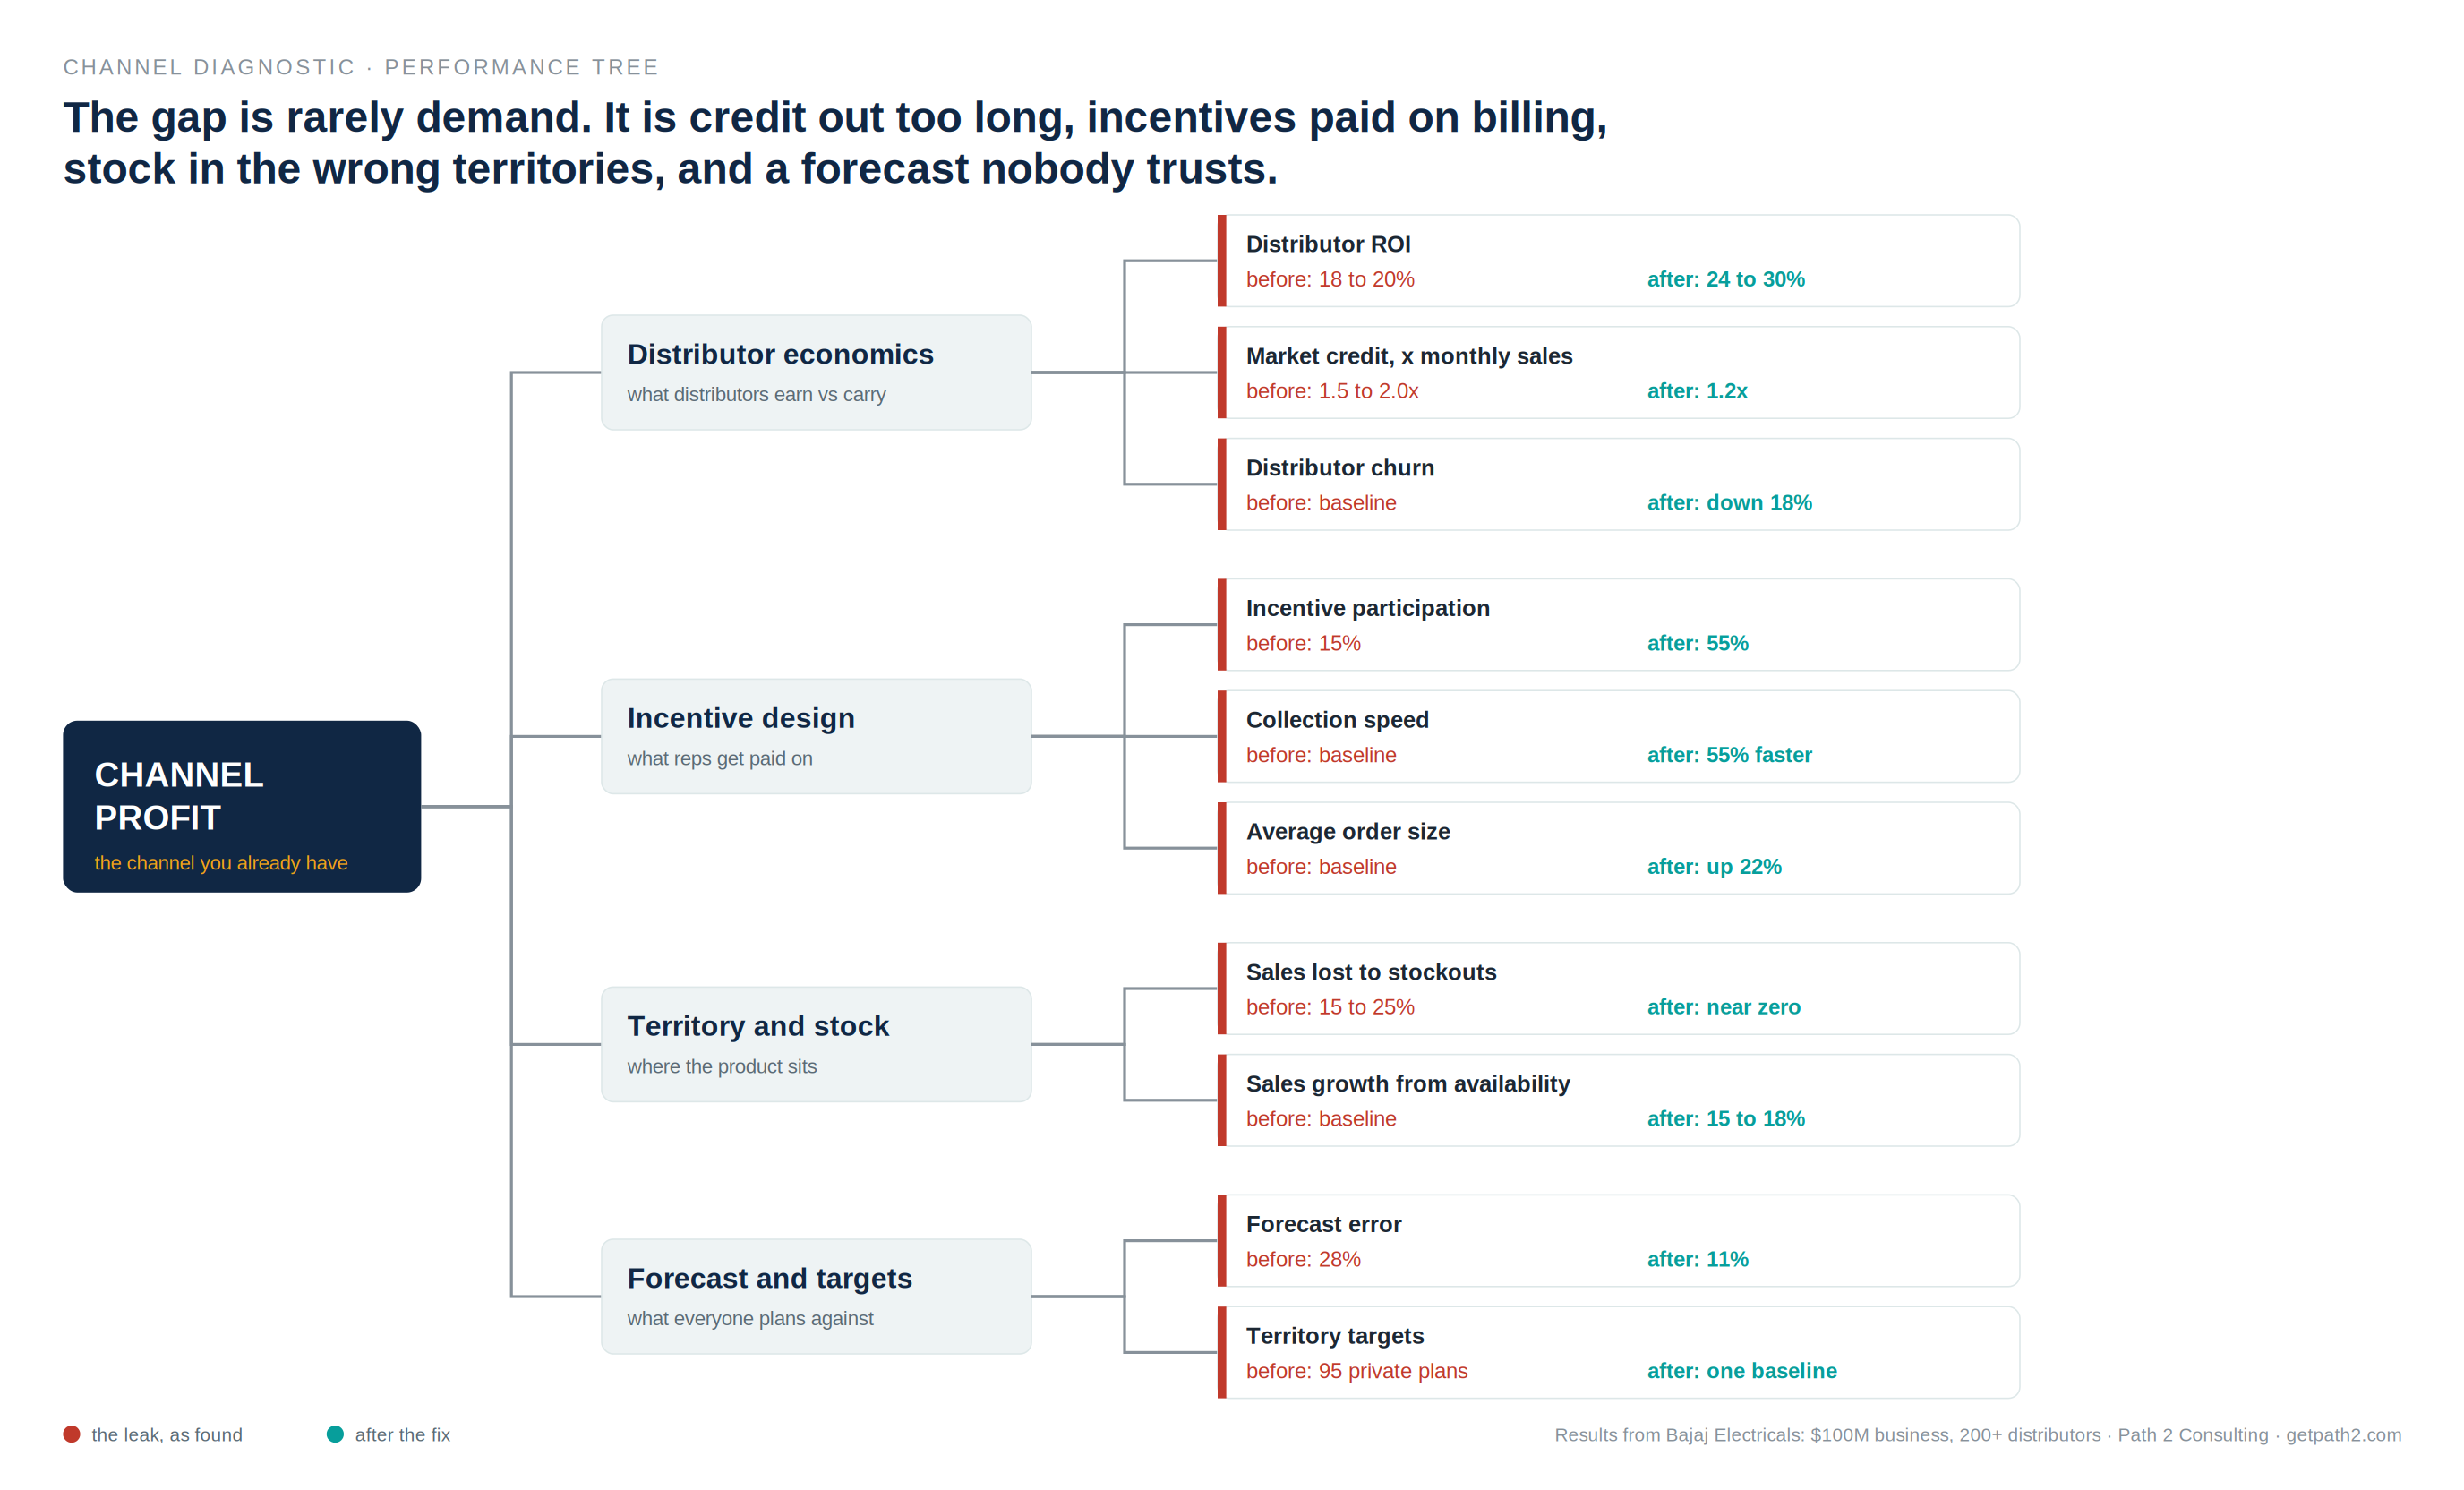 CHANNEL DIAGNOSTIC · PERFORMANCE TREE
The gap is rarely demand. It is credit out too long, incentives paid on billing,
stock in the wrong territories, and a forecast nobody trusts.
CHANNEL
PROFIT
the channel you already have
Distributor economics
what distributors earn vs carry
Distributor ROI
before: 18 to 20% after: 24 to 30%
Market credit, x monthly sales
before: 1.5 to 2.0x after: 1.2x
Distributor churn
before: baseline after: down 18%
Incentive design
what reps get paid on
Incentive participation
before: 15% after: 55%
Collection speed
before: baseline after: 55% faster
Average order size
before: baseline after: up 22%
Territory and stock
where the product sits
Sales lost to stockouts
before: 15 to 25% after: near zero
Sales growth from availability
before: baseline after: 15 to 18%
Forecast and targets
what everyone plans against
Forecast error
before: 28% after: 11%
Territory targets
before: 95 private plans after: one baseline
the leak, as found after the fix
Results from Bajaj Electricals: $100M business, 200+ distributors · Path 2 Consulting · getpath2.com